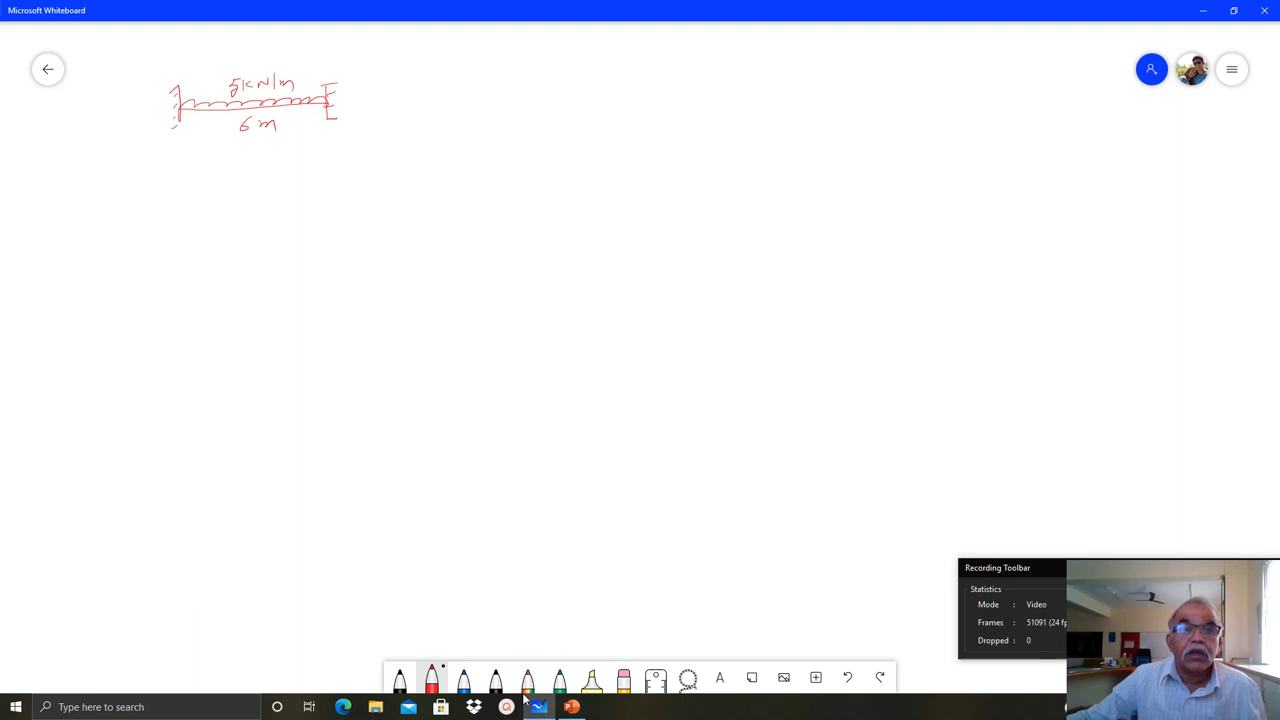 Microsoft Whiteboard
5kN/m
6 m
Recording Toolbar
Statistics
Mode : Video
Frames : 51091 (24 fp
Dropped : 0
A
Type here to search